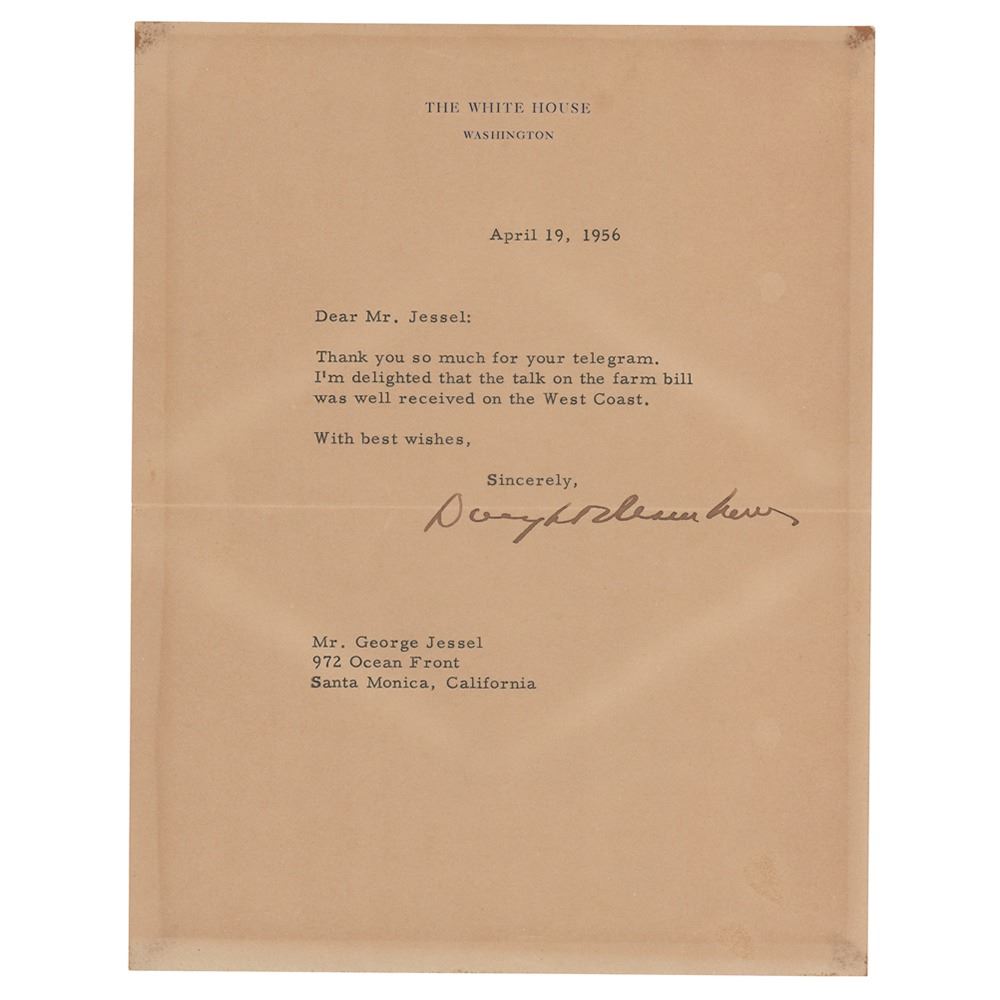 THE WHITE HOUSE
WASHINGTON
April 19, 1956
Dear Mr. Jessel:
Thank you so much for your telegram.
I'm delighted that the talk on the farm bill
was well received on the West Coast.
With best wishes,
Sincerely,
Dwight D Eisenhower
Mr. George Jessel
972 Ocean Front
Santa Monica, California